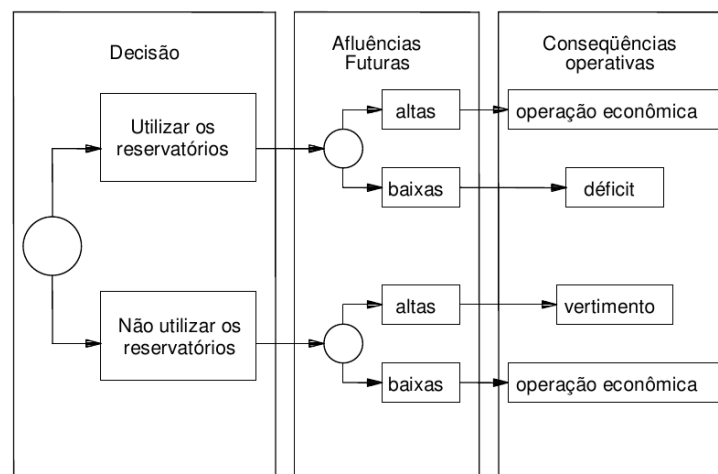 Decisão
Afluências
Futuras
Conseqüências
operativas
Utilizar os
reservatórios
altas
operação econômica
baixas
déficit
Não utilizar os
reservatórios
altas
vertimento
baixas
operação econômica